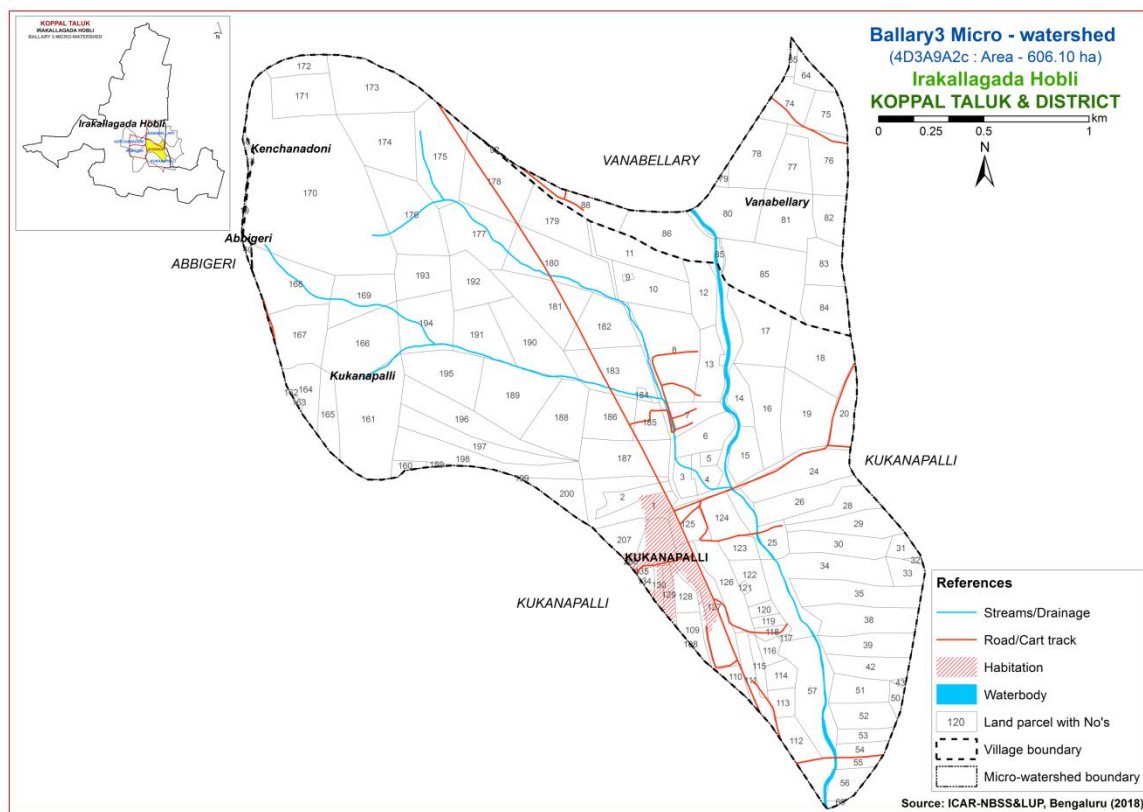 KOPPAL TALUK
IRAKALLAGADA HOBLI
BALLARY 3 MICRO-WATERSHED
N
Irakallagada Hobli
Ballary3 Micro - watershed
(4D3A9A2c : Area - 606.10 ha)
Irakallagada Hobli
KOPPAL TALUK & DISTRICT
km
0 0.25 0.5 1
N
VANABELLARY
Kenchanadoni
Vanabellary
Abbigeri
ABBIGERI
Kukanapalli
KUKANAPALLI
KUKANAPALLI
KUKANAPALLI
172 173
171
64
74 75
174 175
178
78 77 76
79
170
88
80 81 82
176 177 179 86
11
180
85
83
9 10 12
193 192
168 169
181
84
194 182
17
167 166 191 190
8
13
18
195 183
164
184
189
14 16 19 20
165 161 196 188 186 185 7
6
197
187
5 15
160 159 198
24
199 200
3 4
2
1
26 28
125 124
29
207
123 25 30
31
32
34 33
122
126 121
35
128 129
127
120
119
118
117
38
109
39
116
115
42
110 111 114
57 51
43
50
113
52
53
112
54
55
56
References
Streams/Drainage
Road/Cart track
Habitation
Waterbody
120 Land parcel with No's
Village boundary
Micro-watershed boundary
Source: ICAR-NBSS&LUP, Bengaluru (2018)